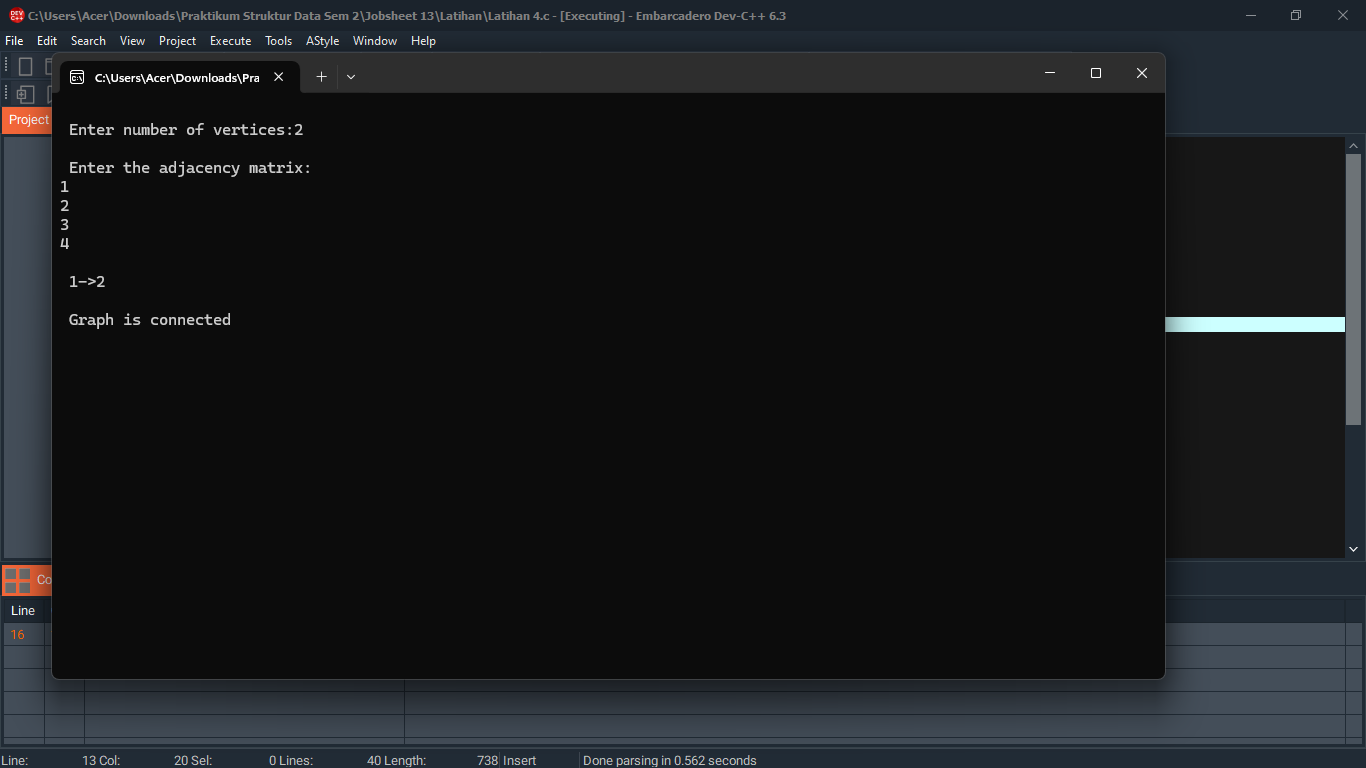 DEV C++ C:\Users\Acer\Downloads\Praktikum Struktur Data Sem 2\Jobsheet 13\Latihan\Latihan 4.c - [Executing] - Embarcadero Dev-C++ 6.3
File Edit Search View Project Execute Tools AStyle Window Help
C:\Users\Acer\Downloads\Pra
Project
Enter number of vertices:2
Enter the adjacency matrix:
1
2
3
4
1->2
Graph is connected
Co
Line
16
Line: 13 Col: 20 Sel: 0 Lines: 40 Length: 738 Insert Done parsing in 0.562 seconds